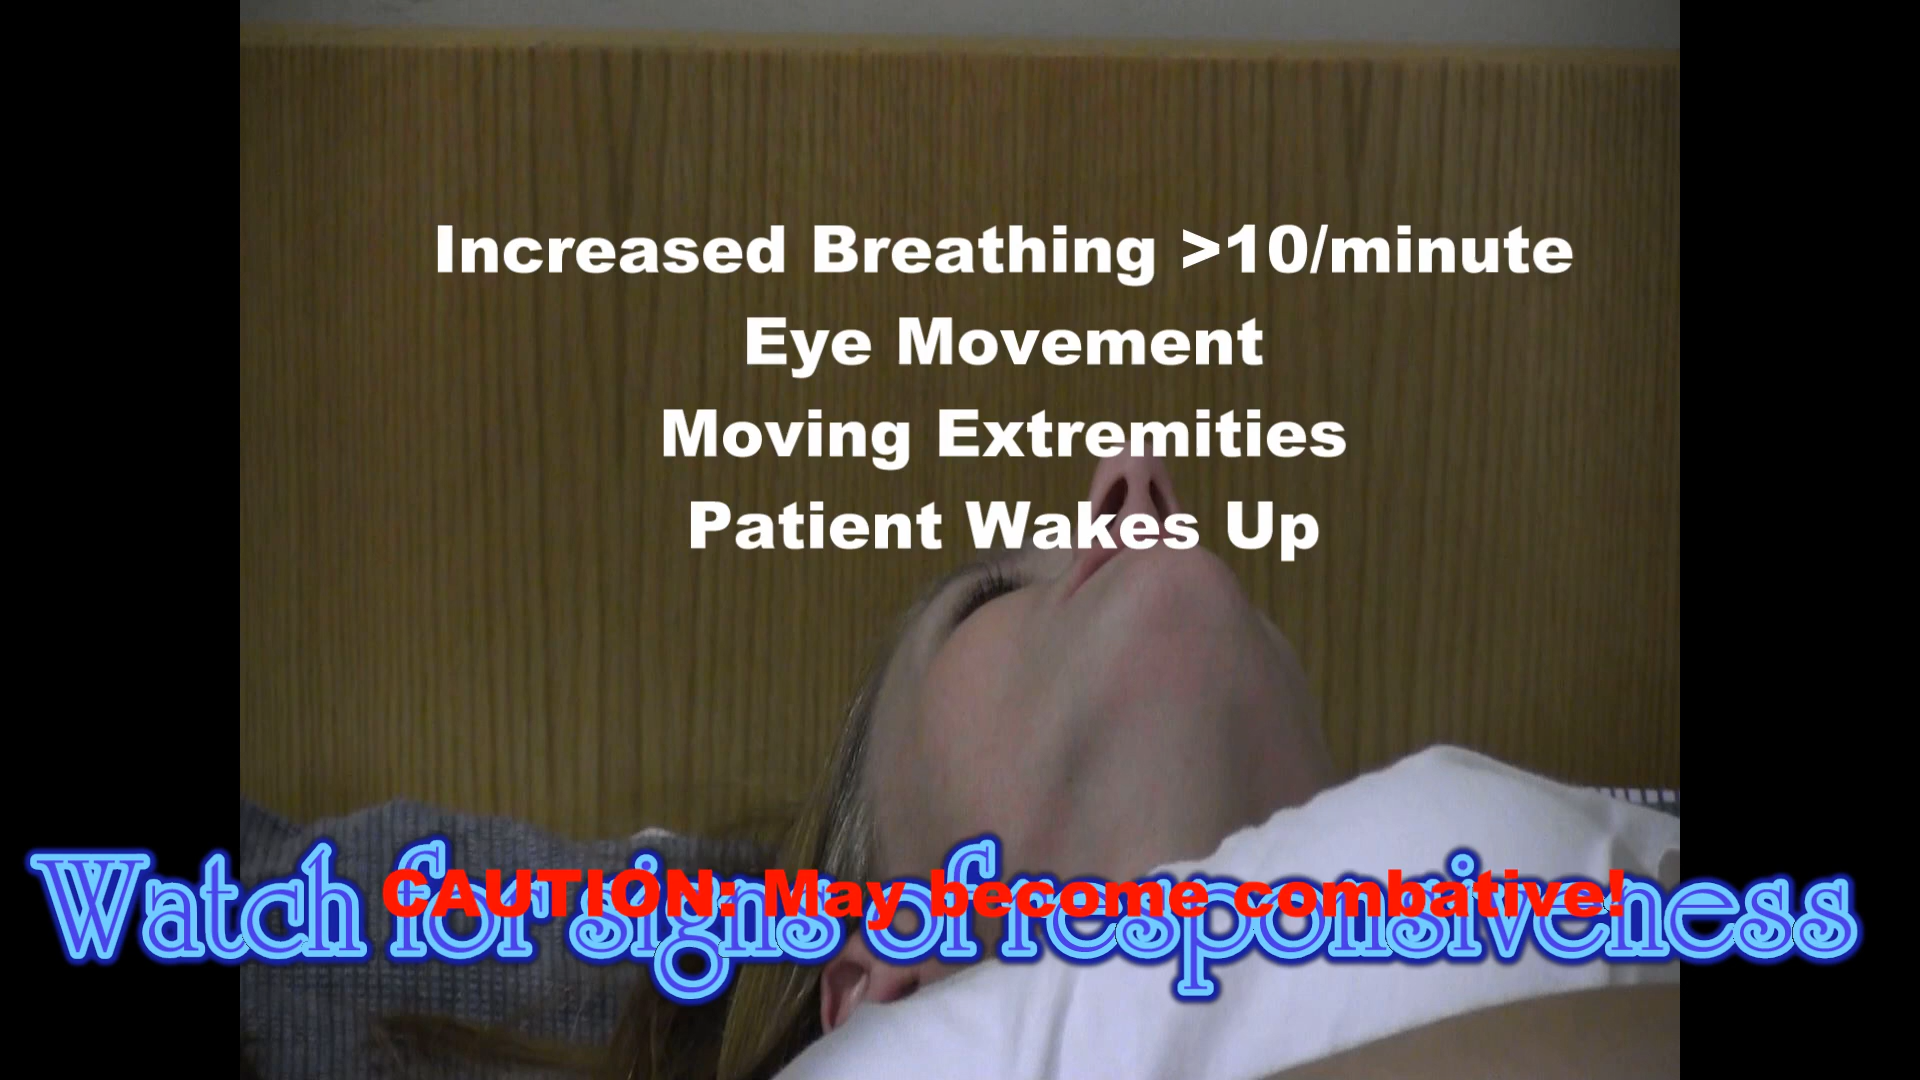 Increased Breathing >10/minute
Eye Movement
Moving Extremities
Patient Wakes Up
CAUTION: May become combative!
Watch for signs of responsiveness